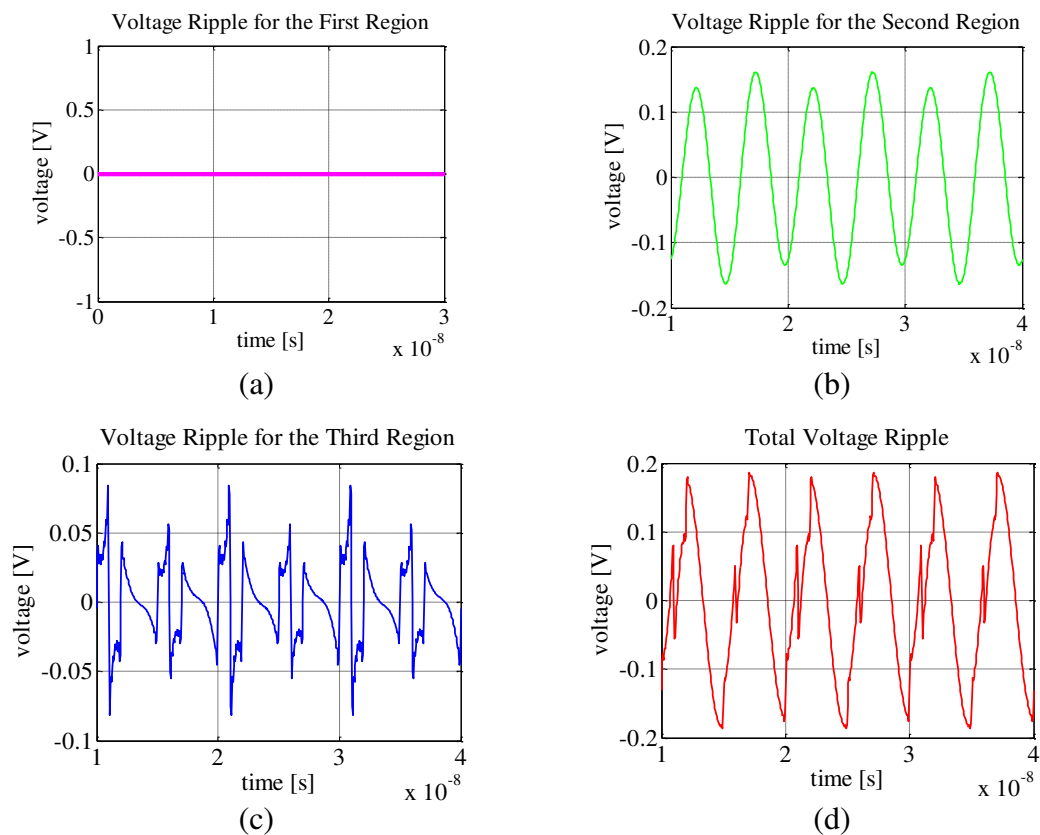 Voltage Ripple for the First Region
1
0.5
0
-0.5
-1
voltage [V]
0 1 2 3
time [s]
x 10^-8
(a)
Voltage Ripple for the Second Region
0.2
0.1
0
-0.1
-0.2
voltage [V]
1 2 3 4
time [s]
x 10^-8
(b)
Voltage Ripple for the Third Region
0.1
0.05
0
-0.05
-0.1
voltage [V]
1 2 3 4
time [s]
x 10^-8
(c)
Total Voltage Ripple
0.2
0.1
0
-0.1
-0.2
voltage [V]
1 2 3 4
time [s]
x 10^-8
(d)